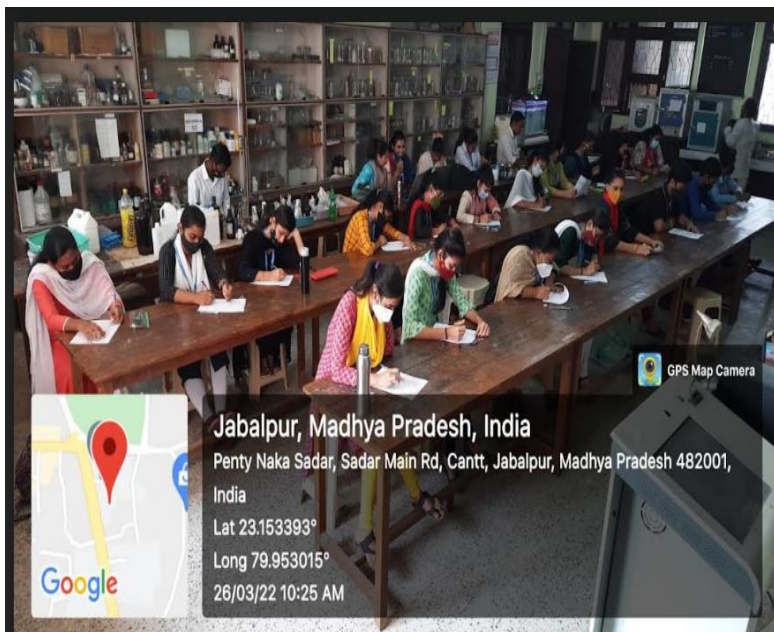 GPS Map Camera
Jabalpur, Madhya Pradesh, India
Penty Naka Sadar, Sadar Main Rd, Cantt, Jabalpur, Madhya Pradesh 482001,
India
Lat 23.153393°
Long 79.953015°
26/03/22 10:25 AM
Google